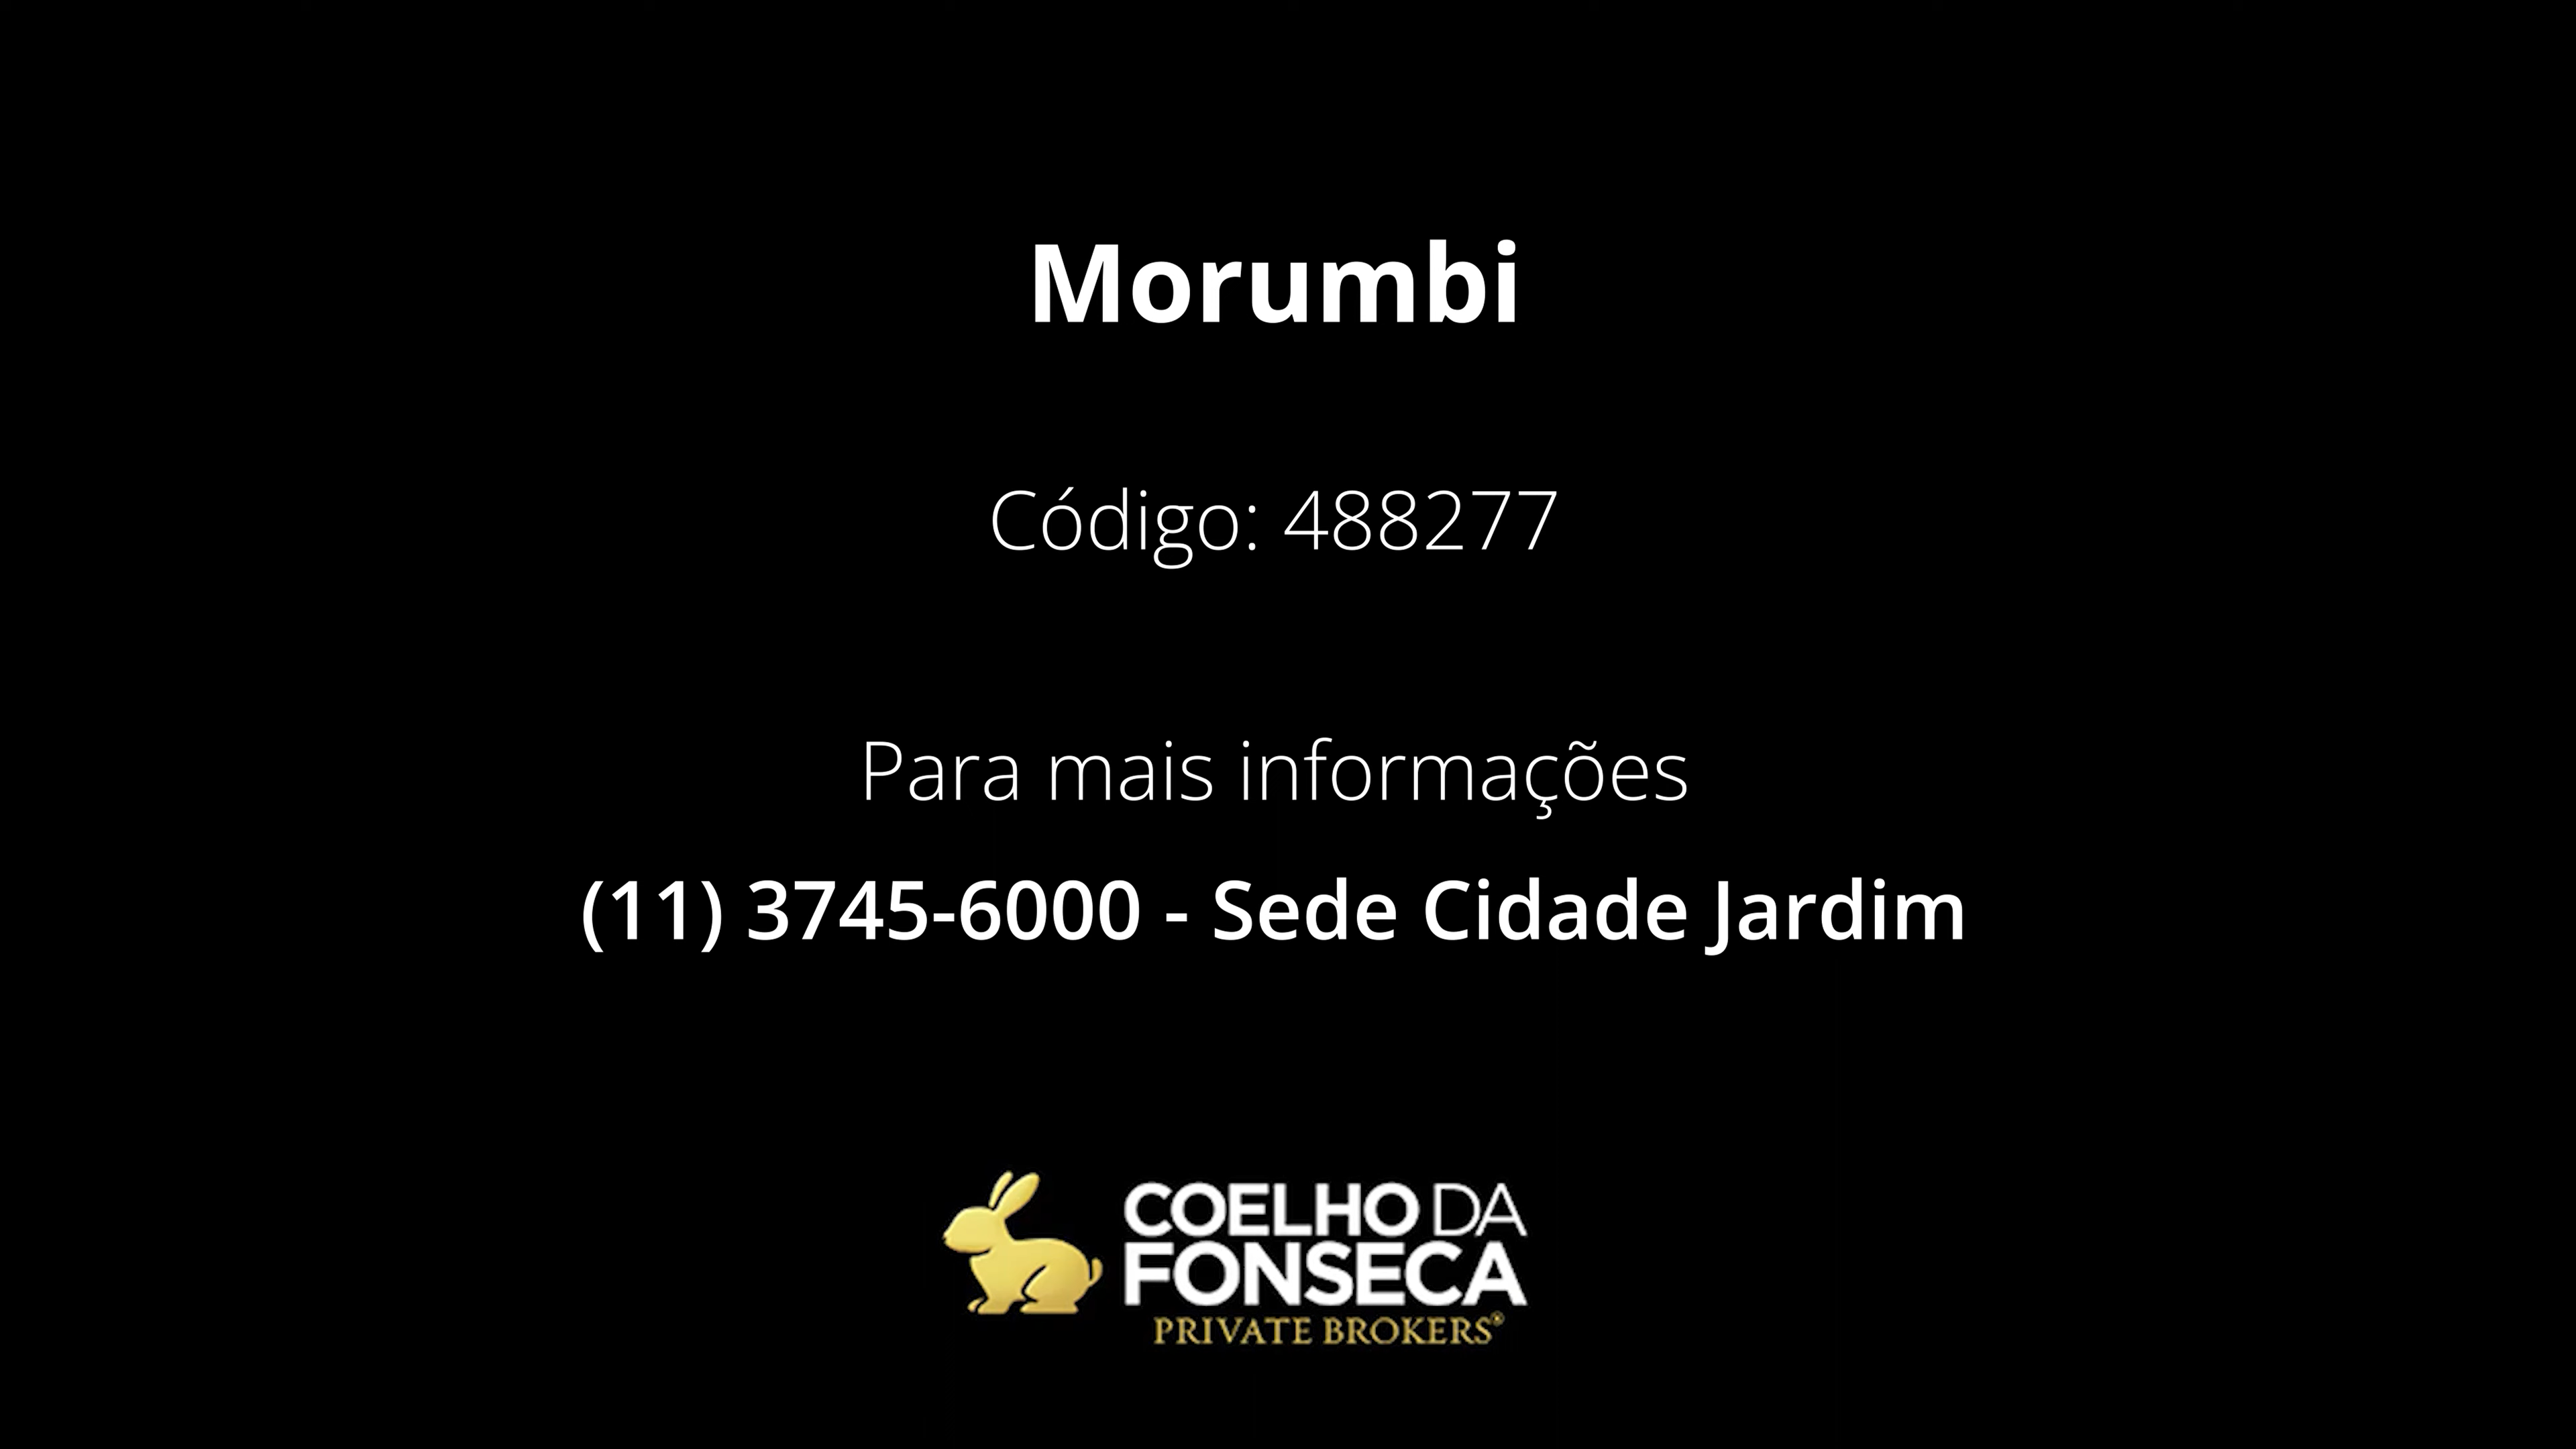 Morumbi
Código: 488277
Para mais informações
(11) 3745-6000 - Sede Cidade Jardim
COELHO DA
FONSECA
PRIVATE BROKERS®